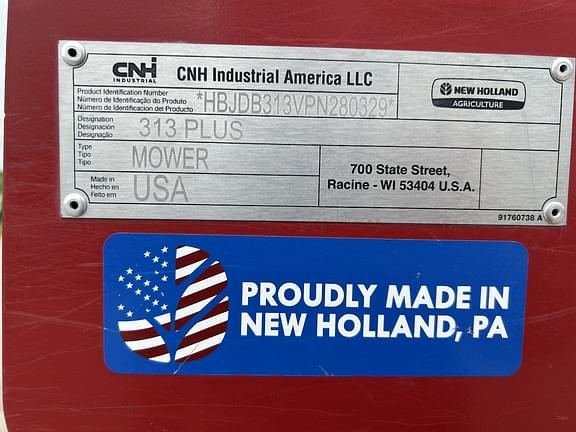 CNH
INDUSTRIAL
CNH Industrial America LLC
NEW HOLLAND
AGRICULTURE
Product Identification Number
Número de Identificação do Produto
Número de Identificacion del Producto
*HBJDB313VPN280329*
Designation
Designación
Designação
313 PLUS
Type
Tipo
Tipo
MOWER
Made in
Hecho en
Feito em
USA
700 State Street,
Racine - WI 53404 U.S.A.
91760738 A
PROUDLY MADE IN
NEW HOLLAND, PA